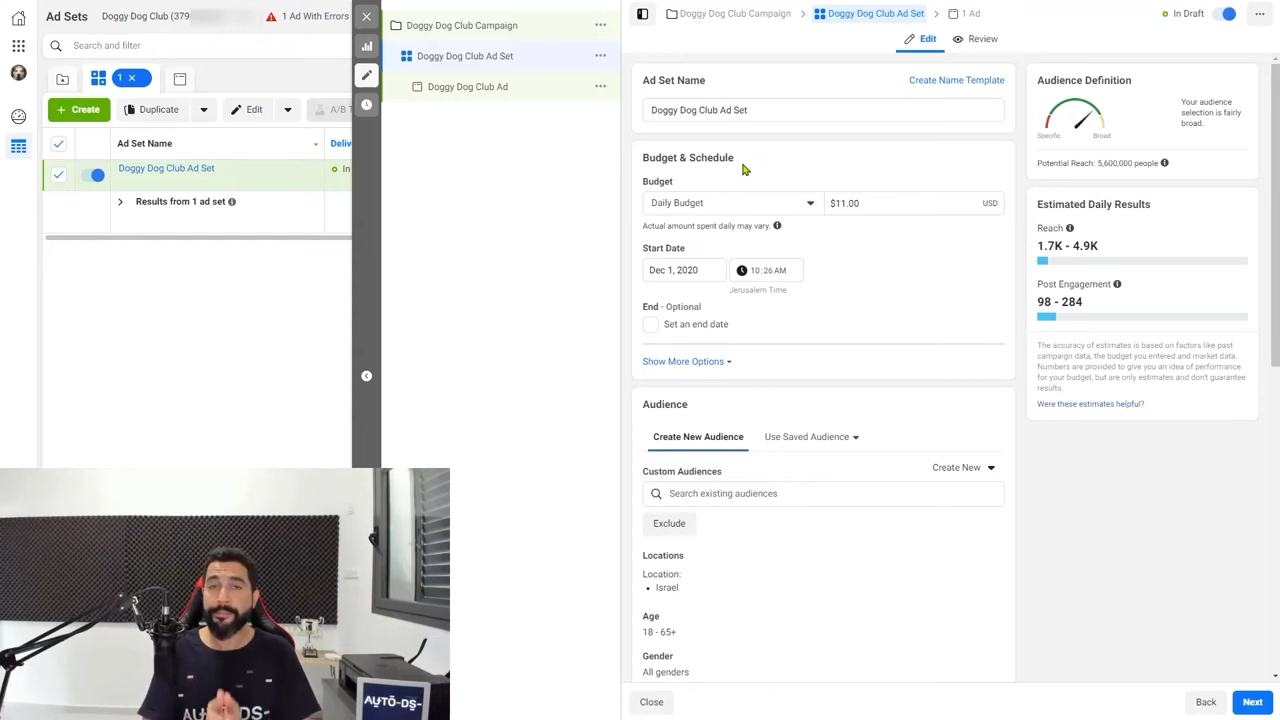 Ad Sets
Doggy Dog Club (379
1 Ad With Errors
Search and filter
1 ×
+ Create
Duplicate
Edit
A/B T
Ad Set Name
Delive
Doggy Dog Club Ad Set
In
Results from 1 ad set
Doggy Dog Club Campaign
Doggy Dog Club Ad Set
Doggy Dog Club Ad
Doggy Dog Club Campaign
Doggy Dog Club Ad Set
1 Ad
In Draft
Edit
Review
Ad Set Name
Create Name Template
Doggy Dog Club Ad Set
Budget & Schedule
Budget
Daily Budget
$11.00
USD
Actual amount spent daily may vary.
Start Date
Dec 1, 2020
10:26 AM
Jerusalem Time
End · Optional
Set an end date
Show More Options
Audience
Create New Audience
Use Saved Audience
Custom Audiences
Create New
Search existing audiences
Exclude
Locations
Location:
• Israel
Age
18 - 65+
Gender
All genders
Close
Back
Next
Audience Definition
Specific
Broad
Your audience
selection is fairly
broad.
Potential Reach: 5,600,000 people
Estimated Daily Results
Reach
1.7K - 4.9K
Post Engagement
98 - 284
The accuracy of estimates is based on factors like past
campaign data, the budget you entered and market data.
Numbers are provided to give you an idea of performance
for your budget, but are only estimates and don't guarantee
results.
Were these estimates helpful?
AUTO-DS-
AUTO-DS-